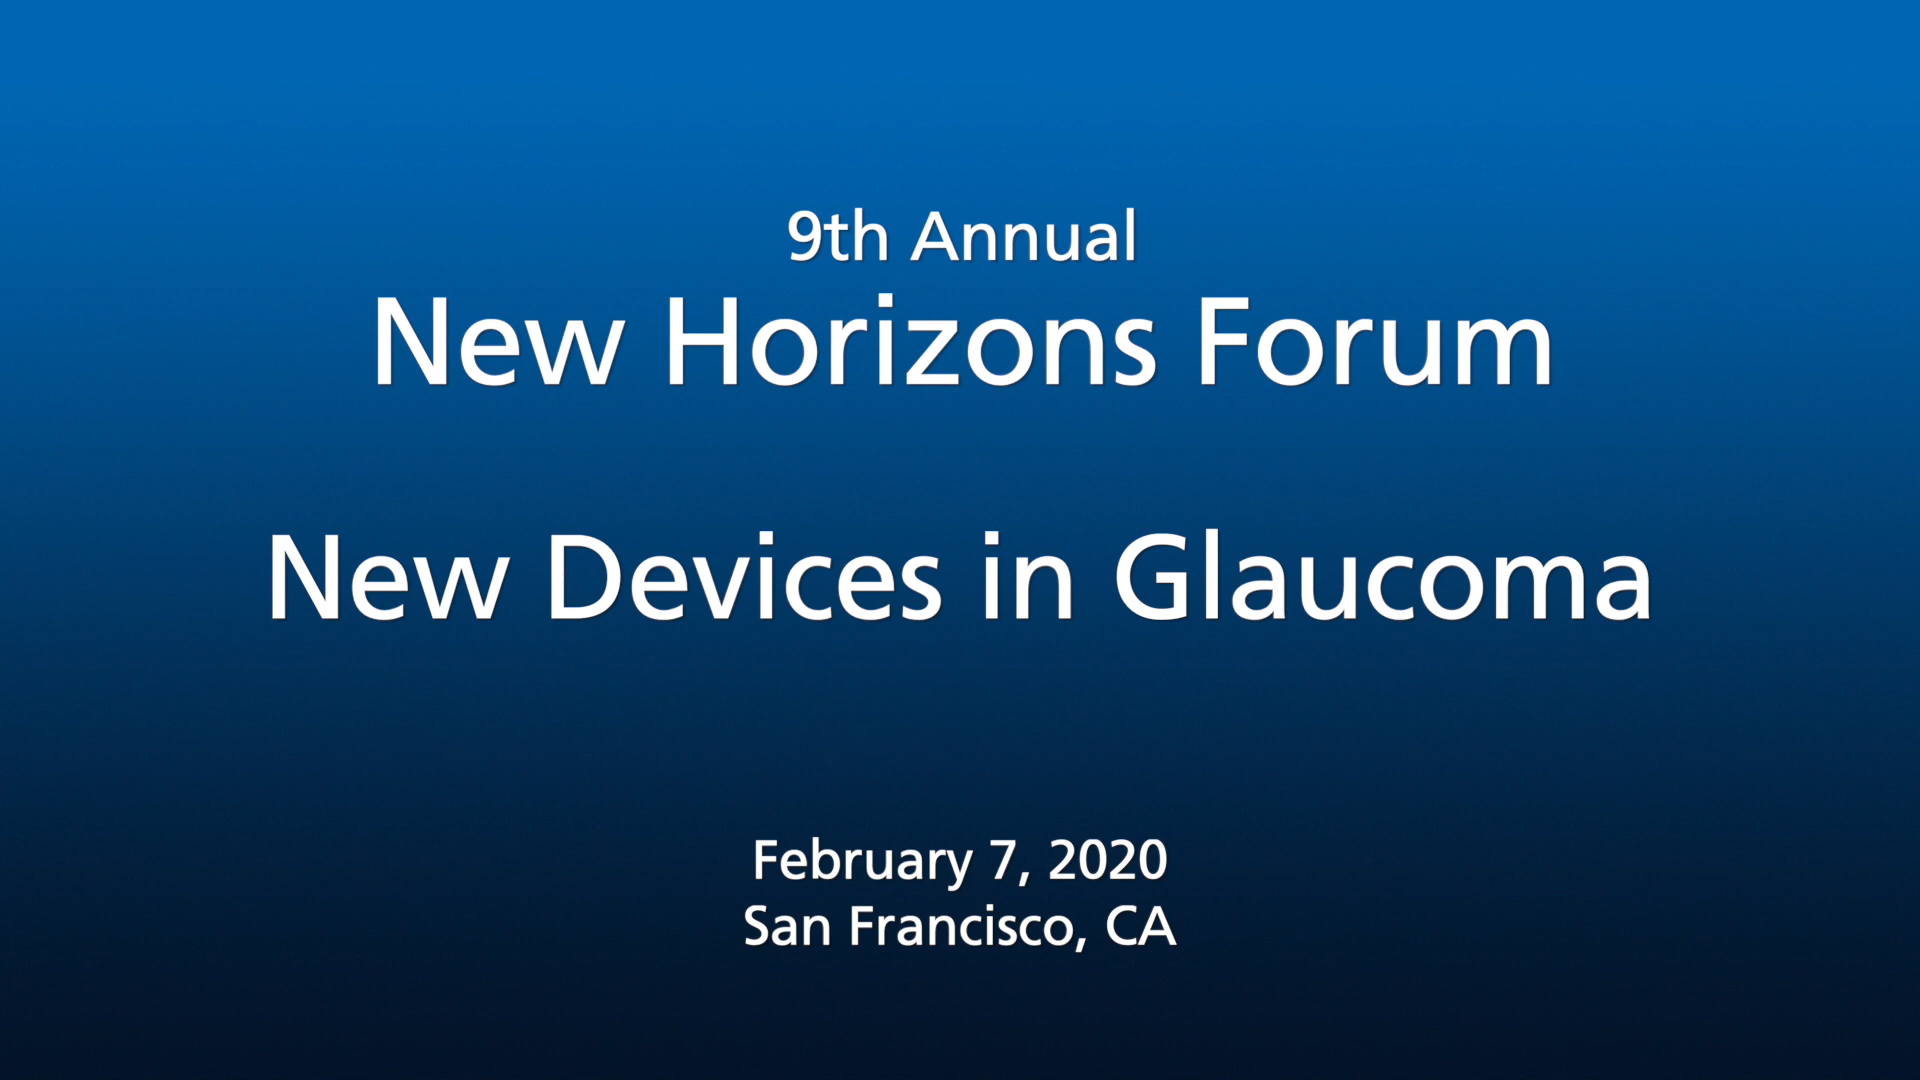 9th Annual
New Horizons Forum
New Devices in Glaucoma
February 7, 2020
San Francisco, CA